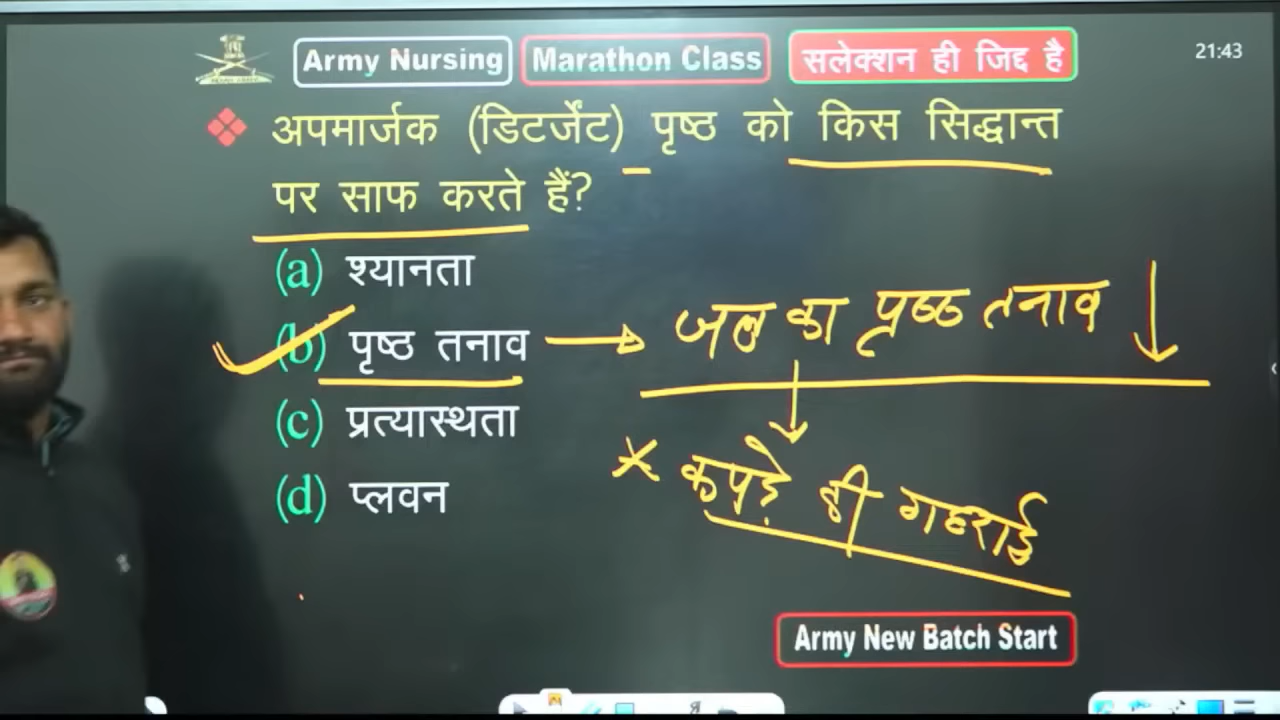 Army Nursing Marathon Class सलेक्शन ही जिद्द है
21:43
❖ अपमार्जक (डिटर्जेंट) पृष्ठ को किस सिद्धान्त
पर साफ करते हैं?
(a) श्यानता
(b) पृष्ठ तनाव → जल का प्रष्ठ तनाव ↓
(c) प्रत्यास्थता
* कपड़े की गहराई
(d) प्लवन
Army New Batch Start